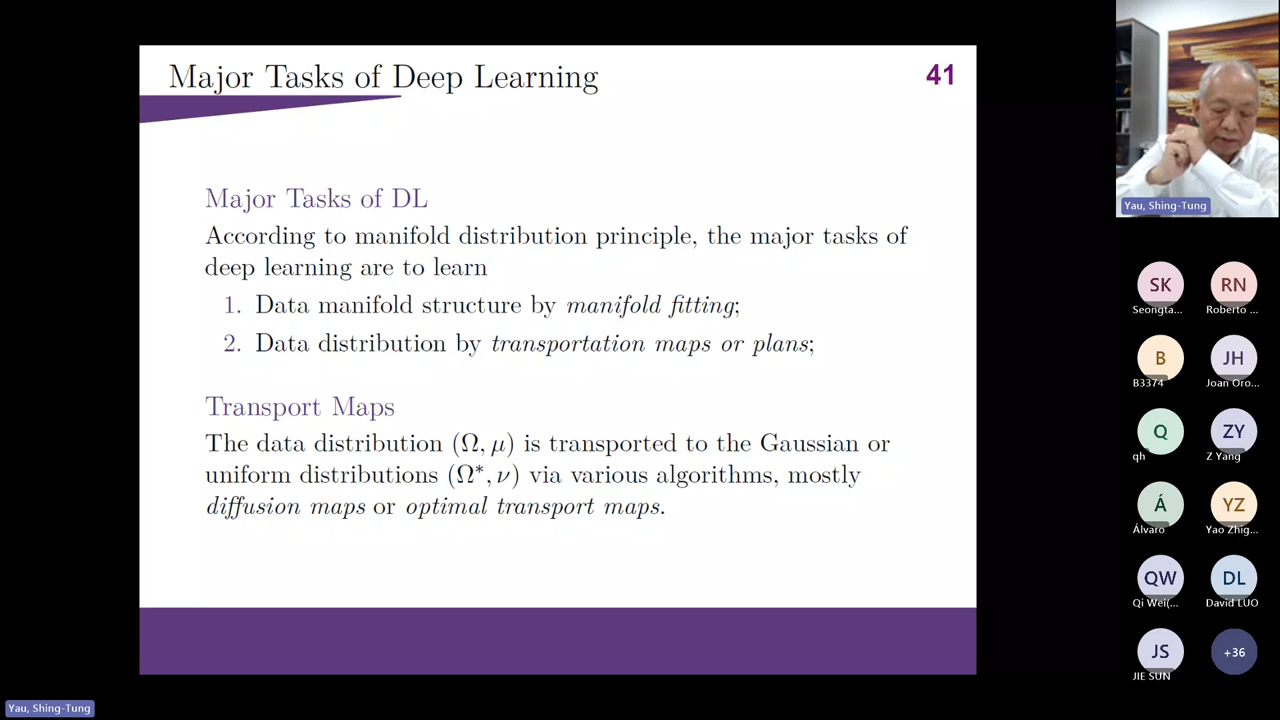 Major Tasks of Deep Learning
41
Major Tasks of DL
According to manifold distribution principle, the major tasks of
deep learning are to learn
1. Data manifold structure by manifold fitting;
2. Data distribution by transportation maps or plans;
Transport Maps
The data distribution (Ω, μ) is transported to the Gaussian or
uniform distributions (Ω*, ν) via various algorithms, mostly
diffusion maps or optimal transport maps.
Yau, Shing-Tung
SK
Seongta...
RN
Roberto ...
B
B3374
JH
Joan Oro...
Q
qh
ZY
Z Yang
Á
Álvaro
YZ
Yao Zhig...
QW
Qi Wei(...
DL
David LUO
JS
JIE SUN
+36
Yau, Shing-Tung